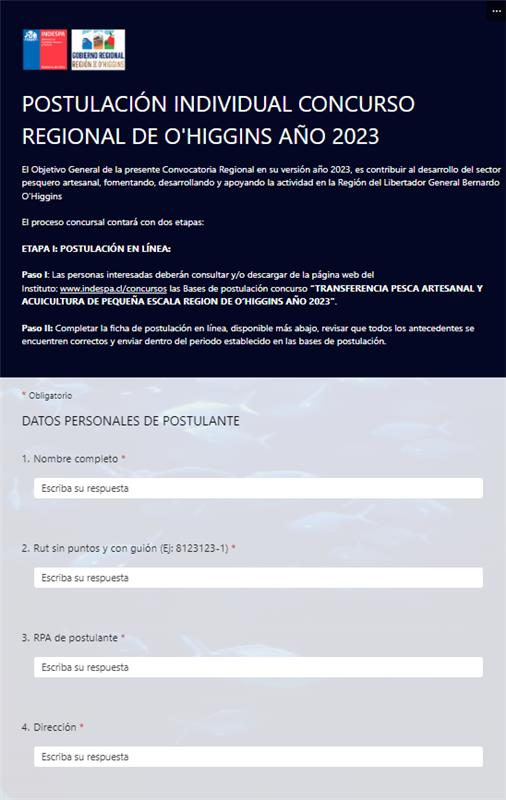 INDESPA
GOBIERNO REGIONAL
REGIÓN DE O'HIGGINS
POSTULACIÓN INDIVIDUAL CONCURSO
REGIONAL DE O'HIGGINS AÑO 2023
El Objetivo General de la presente Convocatoria Regional en su versión año 2023, es contribuir al desarrollo del sector
pesquero artesanal, fomentando, desarrollando y apoyando la actividad en la Región del Libertador General Bernardo
O'Higgins
El proceso concursal contará con dos etapas:
ETAPA I: POSTULACIÓN EN LÍNEA:
Paso I: Las personas interesadas deberán consultar y/o descargar de la página web del
Instituto: www.indespa.cl/concursos las Bases de postulación concurso "TRANSFERENCIA PESCA ARTESANAL Y
ACUICULTURA DE PEQUEÑA ESCALA REGION DE O'HIGGINS AÑO 2023".
Paso II: Completar la ficha de postulación en línea, disponible más abajo, revisar que todos los antecedentes se
encuentren correctos y enviar dentro del periodo establecido en las bases de postulación.
* Obligatorio
DATOS PERSONALES DE POSTULANTE
1. Nombre completo *
Escriba su respuesta
2. Rut sin puntos y con guión (Ej: 8123123-1) *
Escriba su respuesta
3. RPA de postulante *
Escriba su respuesta
4. Dirección *
Escriba su respuesta